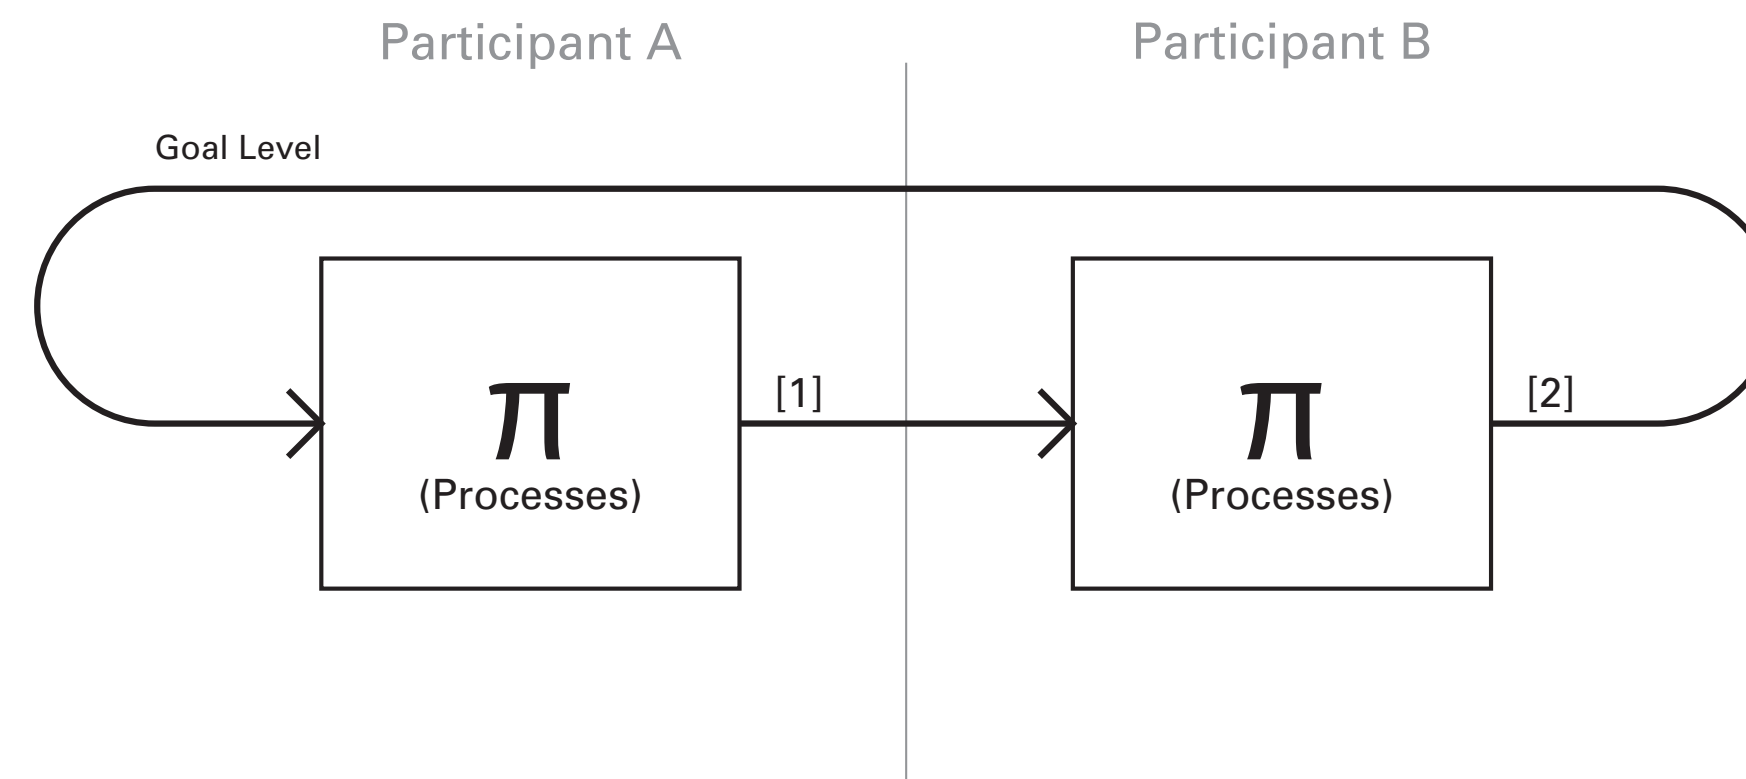 Participant A
Participant B
Goal Level
[1]
[2]
π
(Processes)
π
(Processes)